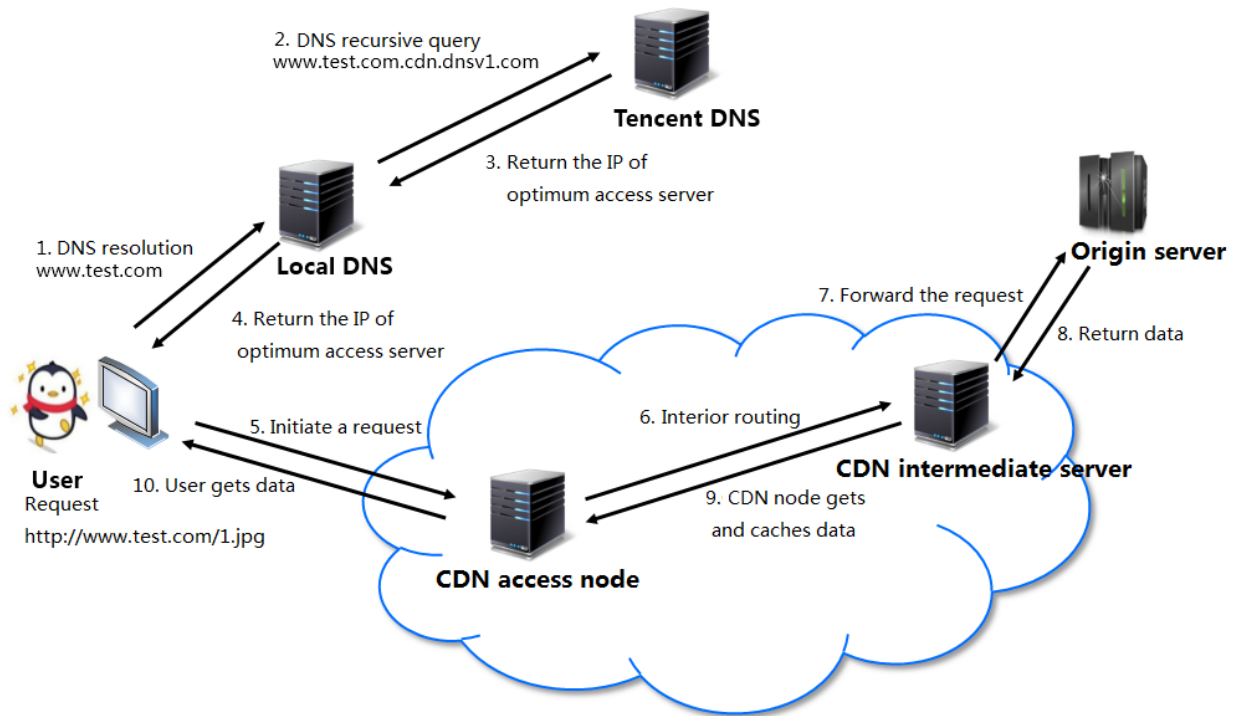 2. DNS recursive query
www.test.com.cdn.dnsv1.com
Tencent DNS
3. Return the IP of
optimum access server
1. DNS resolution
www.test.com
Local DNS
4. Return the IP of
optimum access server
Origin server
7. Forward the request
8. Return data
5. Initiate a request
6. Interior routing
CDN intermediate server
User
Request
http://www.test.com/1.jpg
10. User gets data
9. CDN node gets
and caches data
CDN access node